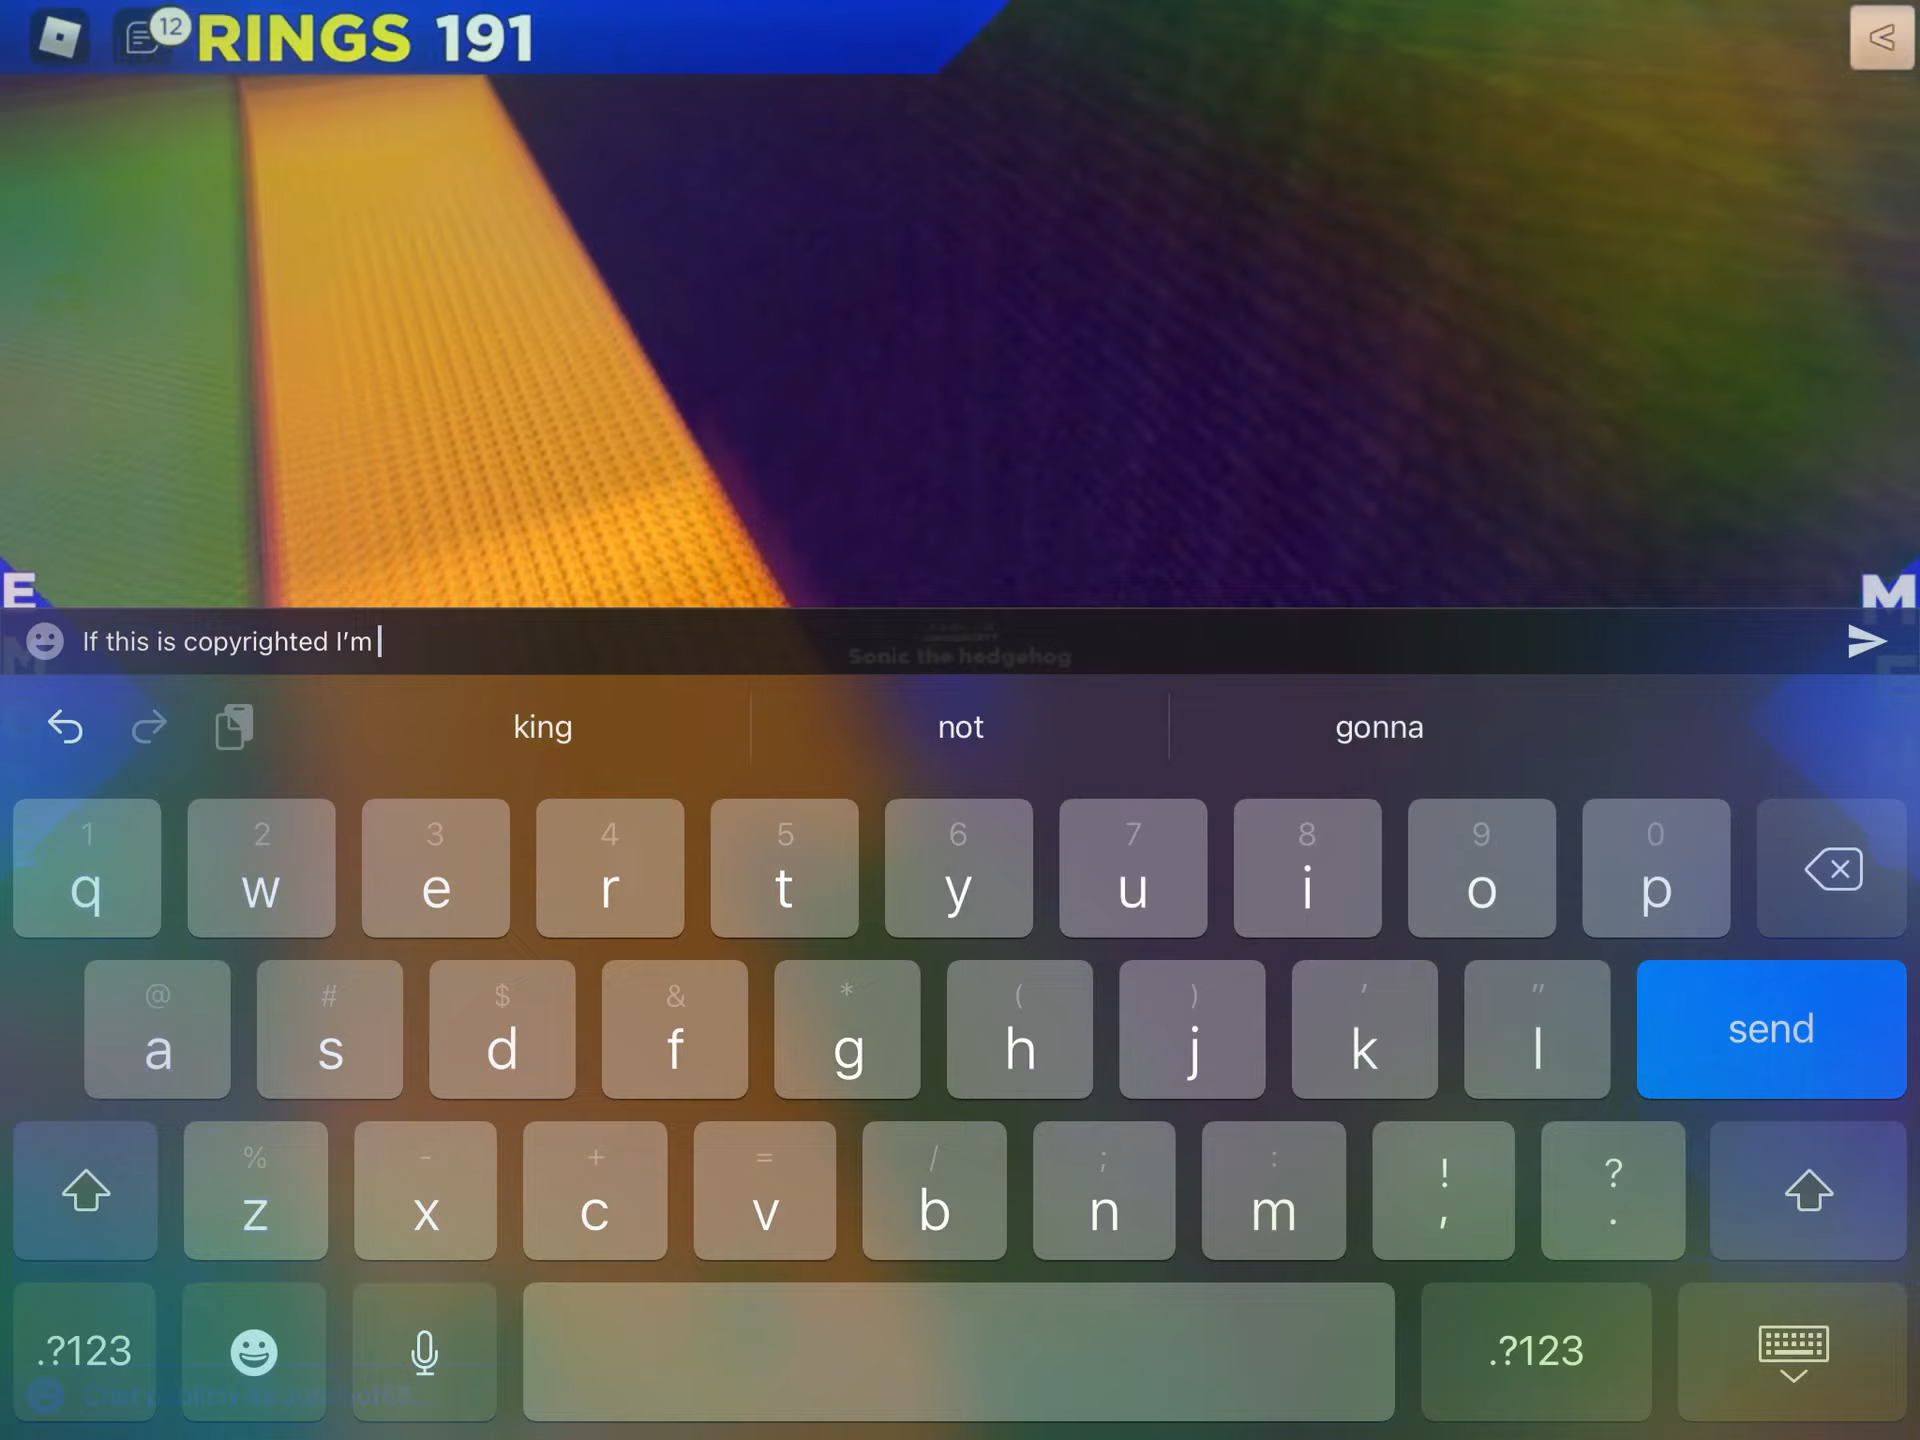 12
RINGS 191
<
E
M
If this is copyrighted I’m
Sonic the hedgehog
king not gonna
1 2 3 4 5 6 7 8 9 0
q w e r t y u i o p
@ # $ & * ( ) ’ ”
a s d f g h j k l send
% - + = / ; : ! ?
z x c v b n m , .
.?123 .?123